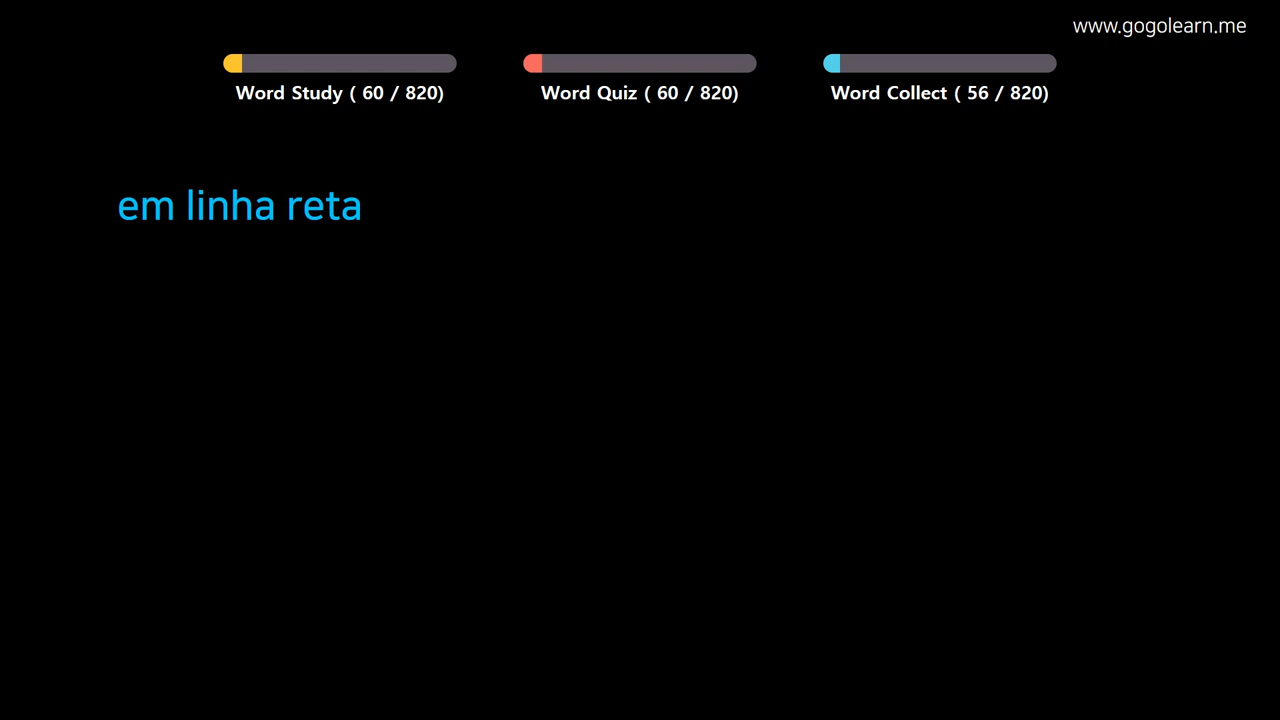 www.gogolearn.me
Word Study ( 60 / 820)
Word Quiz ( 60 / 820)
Word Collect ( 56 / 820)
em linha reta